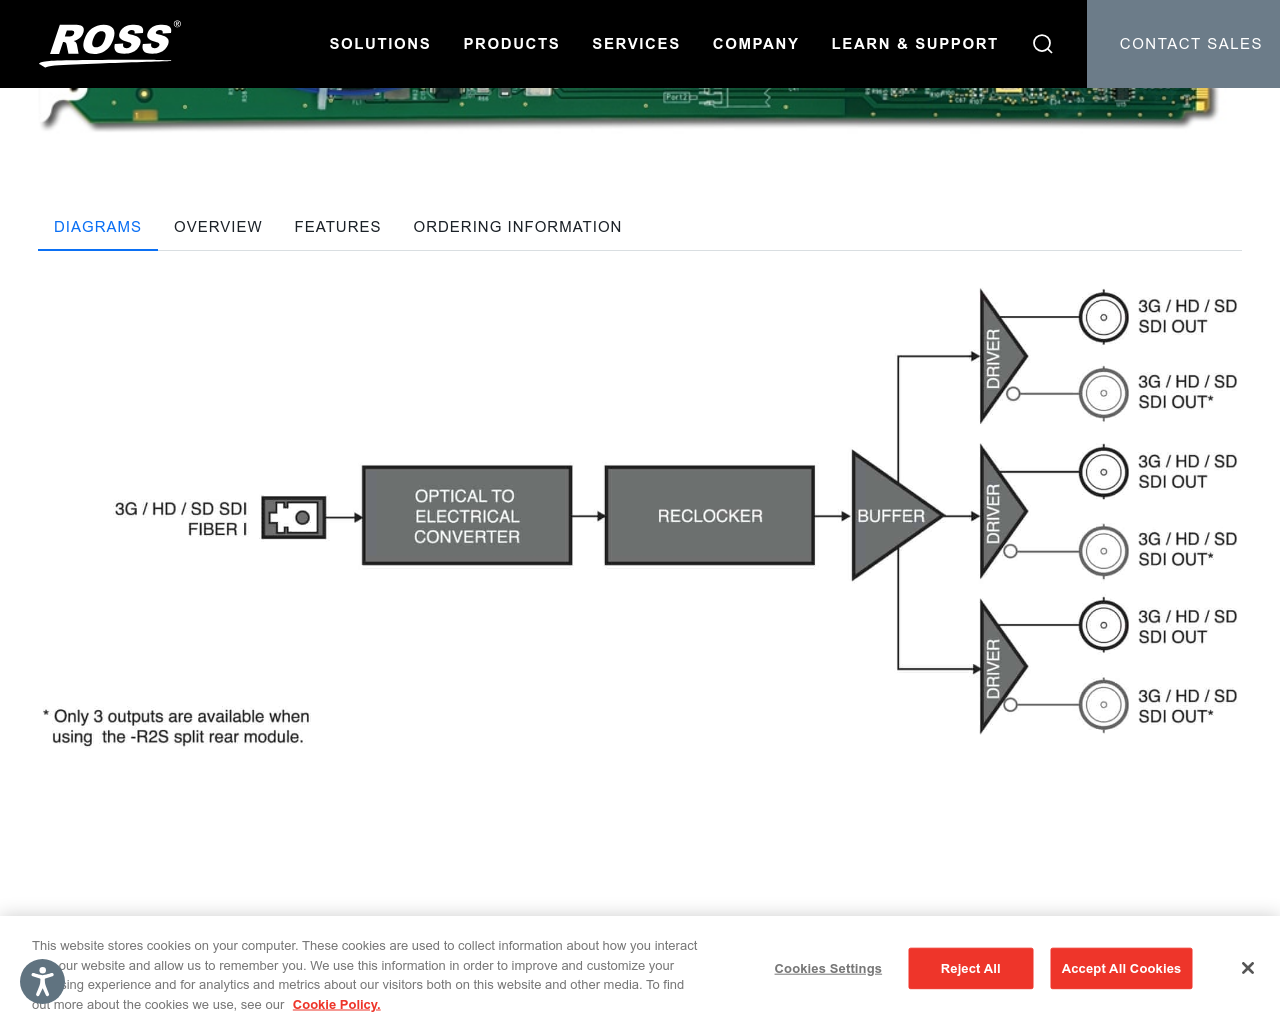 ROSS®
SOLUTIONS PRODUCTS SERVICES COMPANY LEARN & SUPPORT
CONTACT SALES
DIAGRAMS OVERVIEW FEATURES ORDERING INFORMATION
3G / HD / SD SDI
FIBER I
OPTICAL TO
ELECTRICAL
CONVERTER
RECLOCKER
BUFFER
DRIVER
3G / HD / SD
SDI OUT
3G / HD / SD
SDI OUT*
DRIVER
3G / HD / SD
SDI OUT
3G / HD / SD
SDI OUT*
DRIVER
3G / HD / SD
SDI OUT
3G / HD / SD
SDI OUT*
* Only 3 outputs are available when
using the -R2S split rear module.
This website stores cookies on your computer. These cookies are used to collect information about how you interact
our website and allow us to remember you. We use this information in order to improve and customize your
sing experience and for analytics and metrics about our visitors both on this website and other media. To find
out more about the cookies we use, see our Cookie Policy.
Cookies Settings
Reject All
Accept All Cookies